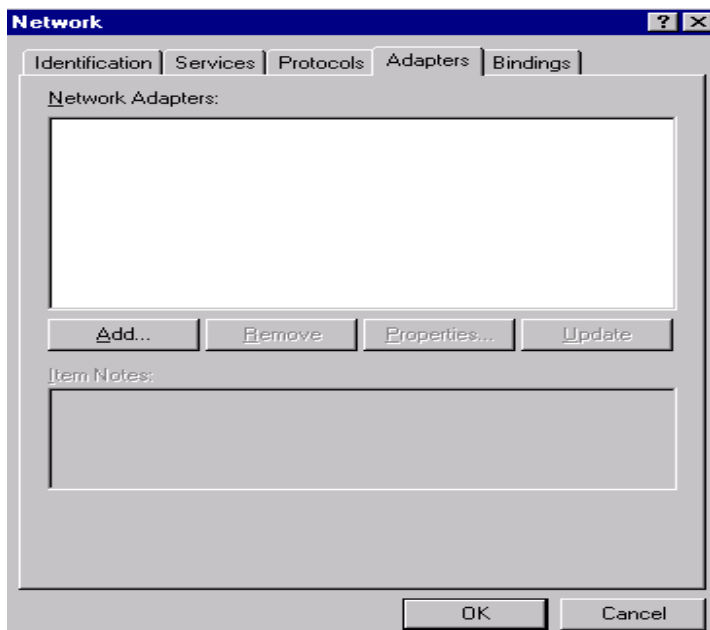 Network
Identification Services Protocols Adapters Bindings
Network Adapters:
Add... Remove Properties... Update
Item Notes:
OK Cancel